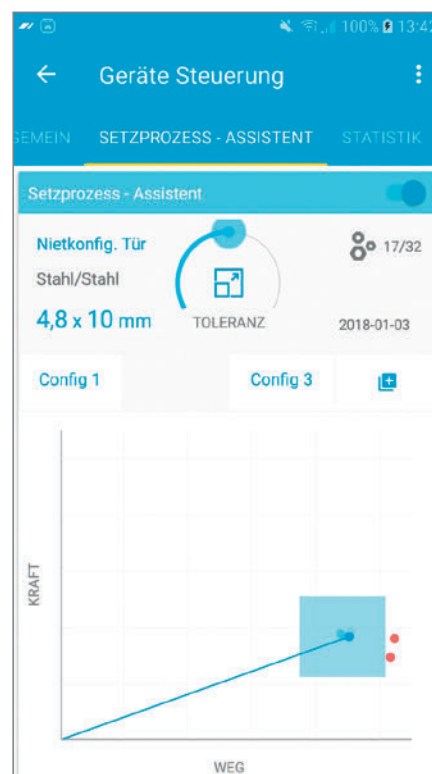 100% 13:42
Geräte Steuerung
GEMEIN SETZPROZESS - ASSISTENT STATISTIK
Setzprozess - Assistent
Nietkonfig. Tür
17/32
Stahl/Stahl
4,8 x 10 mm
TOLERANZ
2018-01-03
Config 1
Config 3
KRAFT
WEG